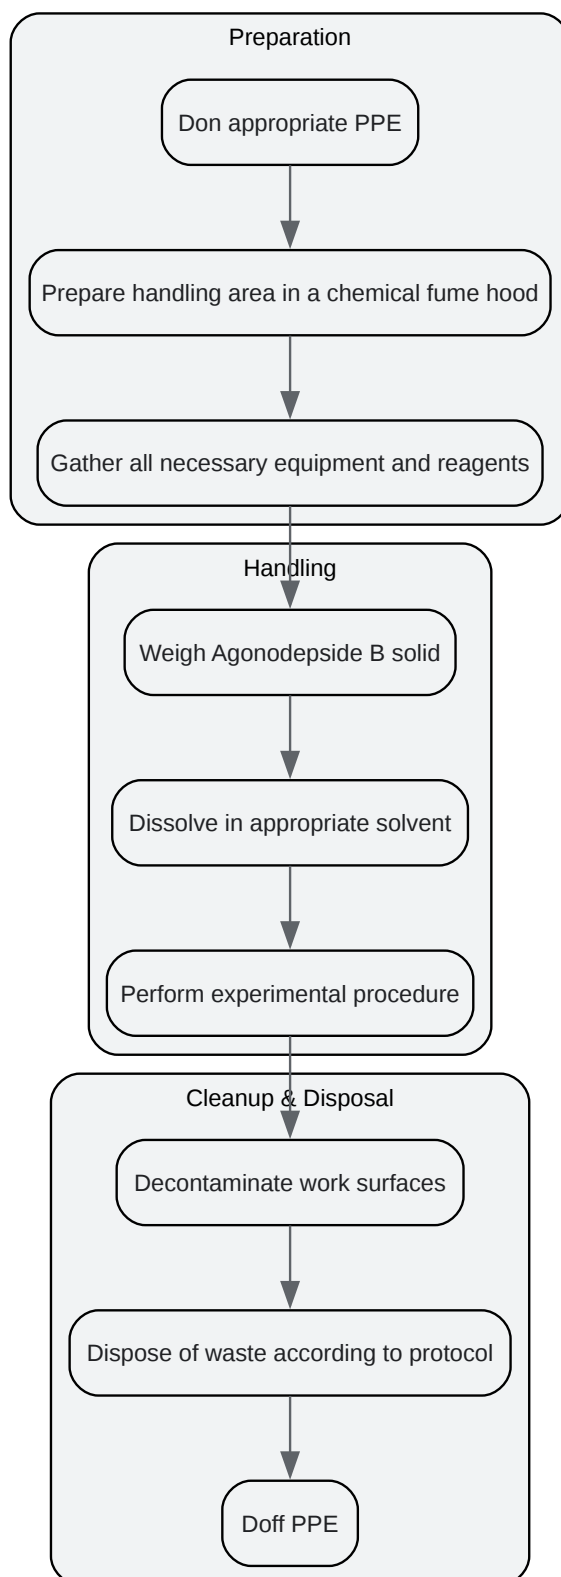 Preparation
Don appropriate PPE
Prepare handling area in a chemical fume hood
Gather all necessary equipment and reagents
Handling
Weigh Agonodepside B solid
Dissolve in appropriate solvent
Perform experimental procedure
Cleanup & Disposal
Decontaminate work surfaces
Dispose of waste according to protocol
Doff PPE